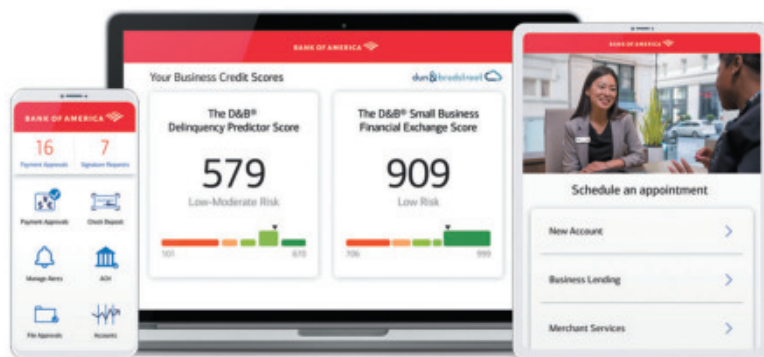 BANK OF AMERICA
16
7
Payment Approvals
Signature Requests
Payment Approvals
Check Deposit
Manage Alerts
ACH
File Approvals
Accounts
BANK OF AMERICA
Your Business Credit Scores
dun & bradstreet
The D&B®
Delinquency Predictor Score
579
Low-Moderate Risk
101
670
The D&B® Small Business
Financial Exchange Score
909
Low Risk
706
999
BANK OF AMERICA
Schedule an appointment
New Account
Business Lending
Merchant Services